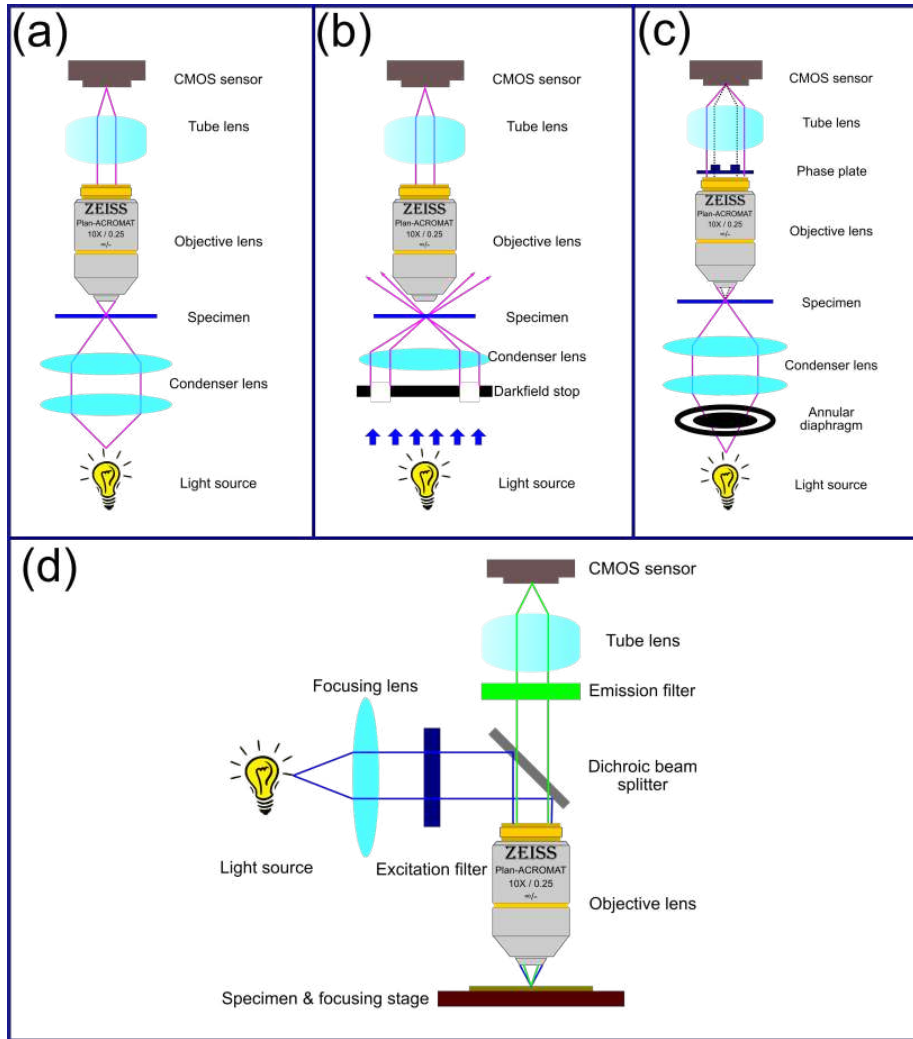 (a)
CMOS sensor
Tube lens
ZEISS
Plan-ACROMAT
10X / 0.25
∞/-
Objective lens
Specimen
Condenser lens
Light source
(b)
CMOS sensor
Tube lens
ZEISS
Plan-ACROMAT
10X / 0.25
∞/-
Objective lens
Specimen
Condenser lens
Darkfield stop
Light source
(c)
CMOS sensor
Tube lens
Phase plate
ZEISS
Plan-ACROMAT
10X / 0.25
∞/-
Objective lens
Specimen
Condenser lens
Annular
diaphragm
Light source
(d)
CMOS sensor
Tube lens
Focusing lens
Emission filter
Dichroic beam
splitter
Light source
Excitation filter
ZEISS
Plan-ACROMAT
10X / 0.25
∞/-
Objective lens
Specimen & focusing stage